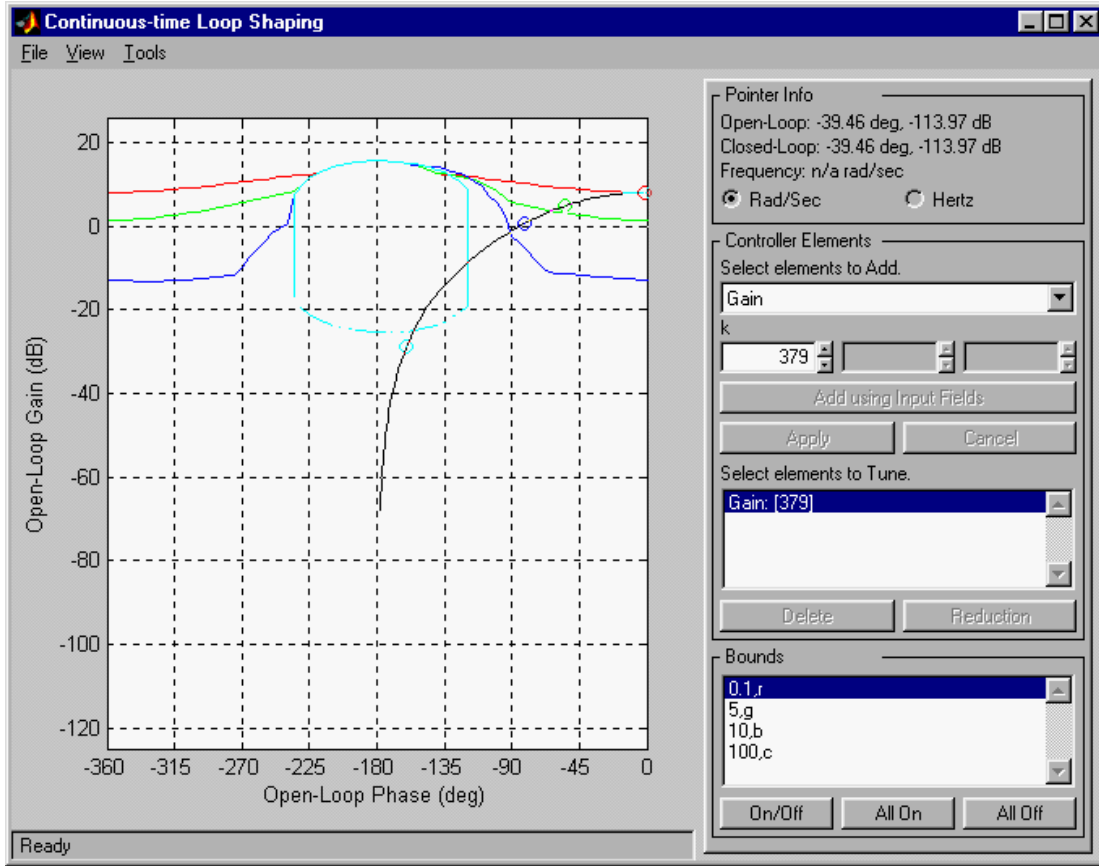 Continuous-time Loop Shaping
File View Tools
20
0
-20
-40
-60
-80
-100
-120
Open-Loop Gain (dB)
-360 -315 -270 -225 -180 -135 -90 -45 0
Open-Loop Phase (deg)
Pointer Info
Open-Loop: -39.46 deg, -113.97 dB
Closed-Loop: -39.46 deg, -113.97 dB
Frequency: n/a rad/sec
Rad/Sec Hertz
Controller Elements
Select elements to Add.
Gain
k
379
Add using Input Fields
Apply Cancel
Select elements to Tune.
Gain: [379]
Delete Reduction
Bounds
0.1,r
5,g
10,b
100,c
On/Off All On All Off
Ready